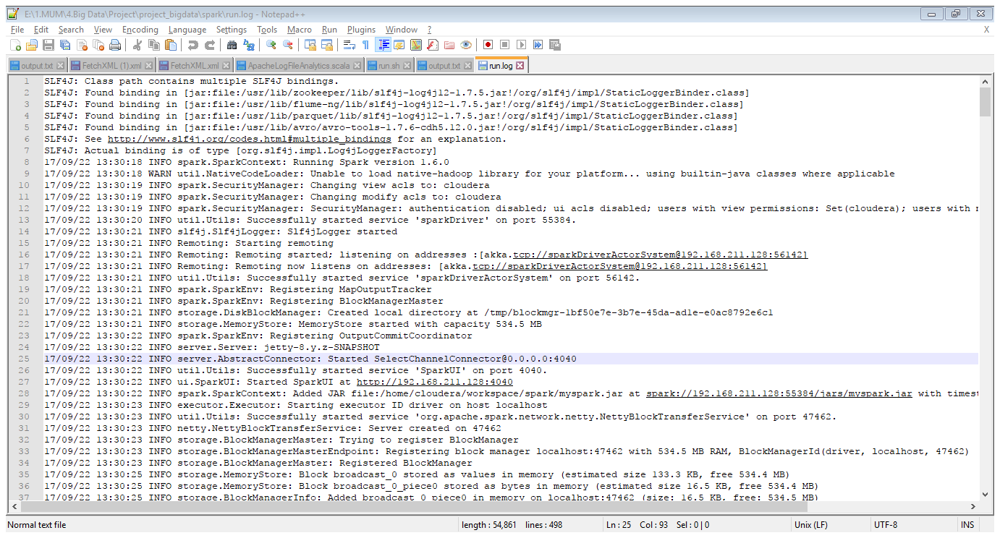 E:\1.MUM\4.Big Data\Project\project_bigdata\spark\run.log - Notepad++
File Edit Search View Encoding Language Settings Tools Macro Run Plugins Window ? X
output.txt FetchXML (1).xml FetchXML.xml ApacheLogFileAnalytics.scala run.sh output.txt run.log
1 SLF4J: Class path contains multiple SLF4J bindings.
2 SLF4J: Found binding in [jar:file:/usr/lib/zookeeper/lib/slf4j-log4j12-1.7.5.jar!/org/slf4j/impl/StaticLoggerBinder.class]
3 SLF4J: Found binding in [jar:file:/usr/lib/flume-ng/lib/slf4j-log4j12-1.7.5.jar!/org/slf4j/impl/StaticLoggerBinder.class]
4 SLF4J: Found binding in [jar:file:/usr/lib/parquet/lib/slf4j-log4j12-1.7.5.jar!/org/slf4j/impl/StaticLoggerBinder.class]
5 SLF4J: Found binding in [jar:file:/usr/lib/avro/avro-tools-1.7.6-cdh5.12.0.jar!/org/slf4j/impl/StaticLoggerBinder.class]
6 SLF4J: See http://www.slf4j.org/codes.html#multiple_bindings for an explanation.
7 SLF4J: Actual binding is of type [org.slf4j.impl.Log4jLoggerFactory]
8 17/09/22 13:30:18 INFO spark.SparkContext: Running Spark version 1.6.0
9 17/09/22 13:30:18 WARN util.NativeCodeLoader: Unable to load native-hadoop library for your platform... using builtin-java classes where applicable
10 17/09/22 13:30:19 INFO spark.SecurityManager: Changing view acls to: cloudera
11 17/09/22 13:30:19 INFO spark.SecurityManager: Changing modify acls to: cloudera
12 17/09/22 13:30:19 INFO spark.SecurityManager: SecurityManager: authentication disabled; ui acls disabled; users with view permissions: Set(cloudera); users with
13 17/09/22 13:30:20 INFO util.Utils: Successfully started service 'sparkDriver' on port 55384.
14 17/09/22 13:30:21 INFO slf4j.Slf4jLogger: Slf4jLogger started
15 17/09/22 13:30:21 INFO Remoting: Starting remoting
16 17/09/22 13:30:21 INFO Remoting: Remoting started; listening on addresses :[akka.tcp://sparkDriverActorSystem@192.168.211.128:56142]
17 17/09/22 13:30:21 INFO Remoting: Remoting now listens on addresses: [akka.tcp://sparkDriverActorSystem@192.168.211.128:56142]
18 17/09/22 13:30:21 INFO util.Utils: Successfully started service 'sparkDriverActorSystem' on port 56142.
19 17/09/22 13:30:21 INFO spark.SparkEnv: Registering MapOutputTracker
20 17/09/22 13:30:21 INFO spark.SparkEnv: Registering BlockManagerMaster
21 17/09/22 13:30:21 INFO storage.DiskBlockManager: Created local directory at /tmp/blockmgr-1bf50e7e-3b7e-45da-ad1e-e0ac8792e6c1
22 17/09/22 13:30:21 INFO storage.MemoryStore: MemoryStore started with capacity 534.5 MB
23 17/09/22 13:30:22 INFO spark.SparkEnv: Registering OutputCommitCoordinator
24 17/09/22 13:30:22 INFO server.Server: jetty-8.y.z-SNAPSHOT
25 17/09/22 13:30:22 INFO server.AbstractConnector: Started SelectChannelConnector@0.0.0.0:4040
26 17/09/22 13:30:22 INFO util.Utils: Successfully started service 'SparkUI' on port 4040.
27 17/09/22 13:30:22 INFO ui.SparkUI: Started SparkUI at http://192.168.211.128:4040
28 17/09/22 13:30:22 INFO spark.SparkContext: Added JAR file:/home/cloudera/workspace/spark/myspark.jar at spark://192.168.211.128:55384/jars/myspark.jar with timest
29 17/09/22 13:30:22 INFO executor.Executor: Starting executor ID driver on host localhost
30 17/09/22 13:30:23 INFO util.Utils: Successfully started service 'org.apache.spark.network.netty.NettyBlockTransferService' on port 47462.
31 17/09/22 13:30:23 INFO netty.NettyBlockTransferService: Server created on 47462
32 17/09/22 13:30:23 INFO storage.BlockManagerMaster: Trying to register BlockManager
33 17/09/22 13:30:23 INFO storage.BlockManagerMasterEndpoint: Registering block manager localhost:47462 with 534.5 MB RAM, BlockManagerId(driver, localhost, 47462)
34 17/09/22 13:30:23 INFO storage.BlockManagerMaster: Registered BlockManager
35 17/09/22 13:30:25 INFO storage.MemoryStore: Block broadcast_0 stored as values in memory (estimated size 133.3 KB, free 534.4 MB)
36 17/09/22 13:30:25 INFO storage.MemoryStore: Block broadcast_0_piece0 stored as bytes in memory (estimated size 16.5 KB, free 534.4 MB)
37 17/09/22 13:30:25 INFO storage.BlockManagerInfo: Added broadcast_0_piece0 in memory on localhost:47462 (size: 16.5 KB, free: 534.5 MB)
Normal text file length : 54,861 lines : 498 Ln : 25 Col : 93 Sel : 0 | 0 Unix (LF) UTF-8 INS